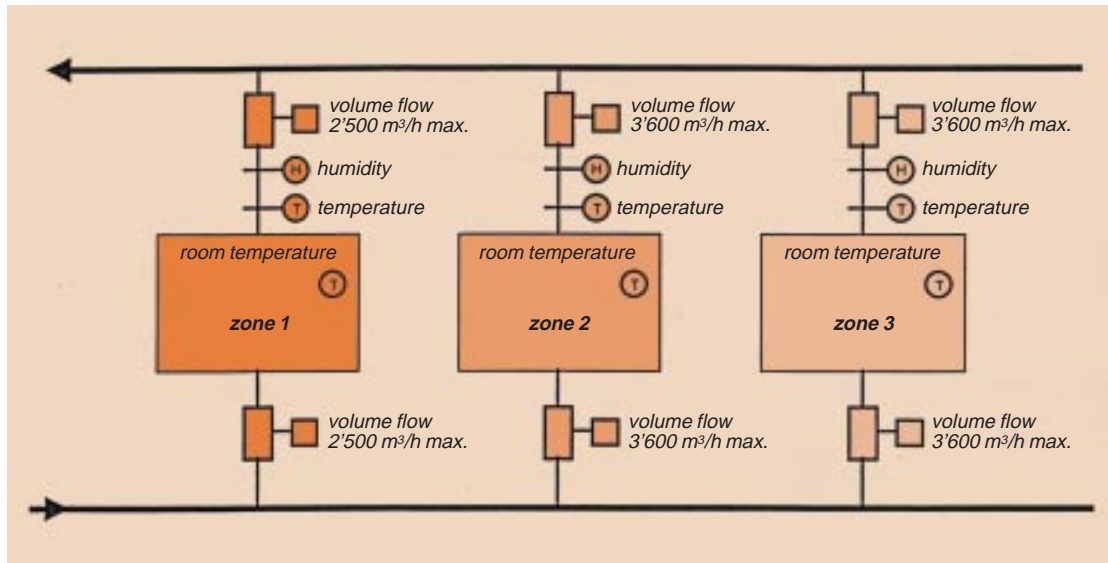 volume flow
2’500 m³/h max.
humidity
H
temperature
T
room temperature
T
zone 1
volume flow
2’500 m³/h max.
volume flow
3’600 m³/h max.
humidity
H
temperature
T
room temperature
T
zone 2
volume flow
3’600 m³/h max.
volume flow
3’600 m³/h max.
humidity
H
temperature
T
room temperature
T
zone 3
volume flow
3’600 m³/h max.